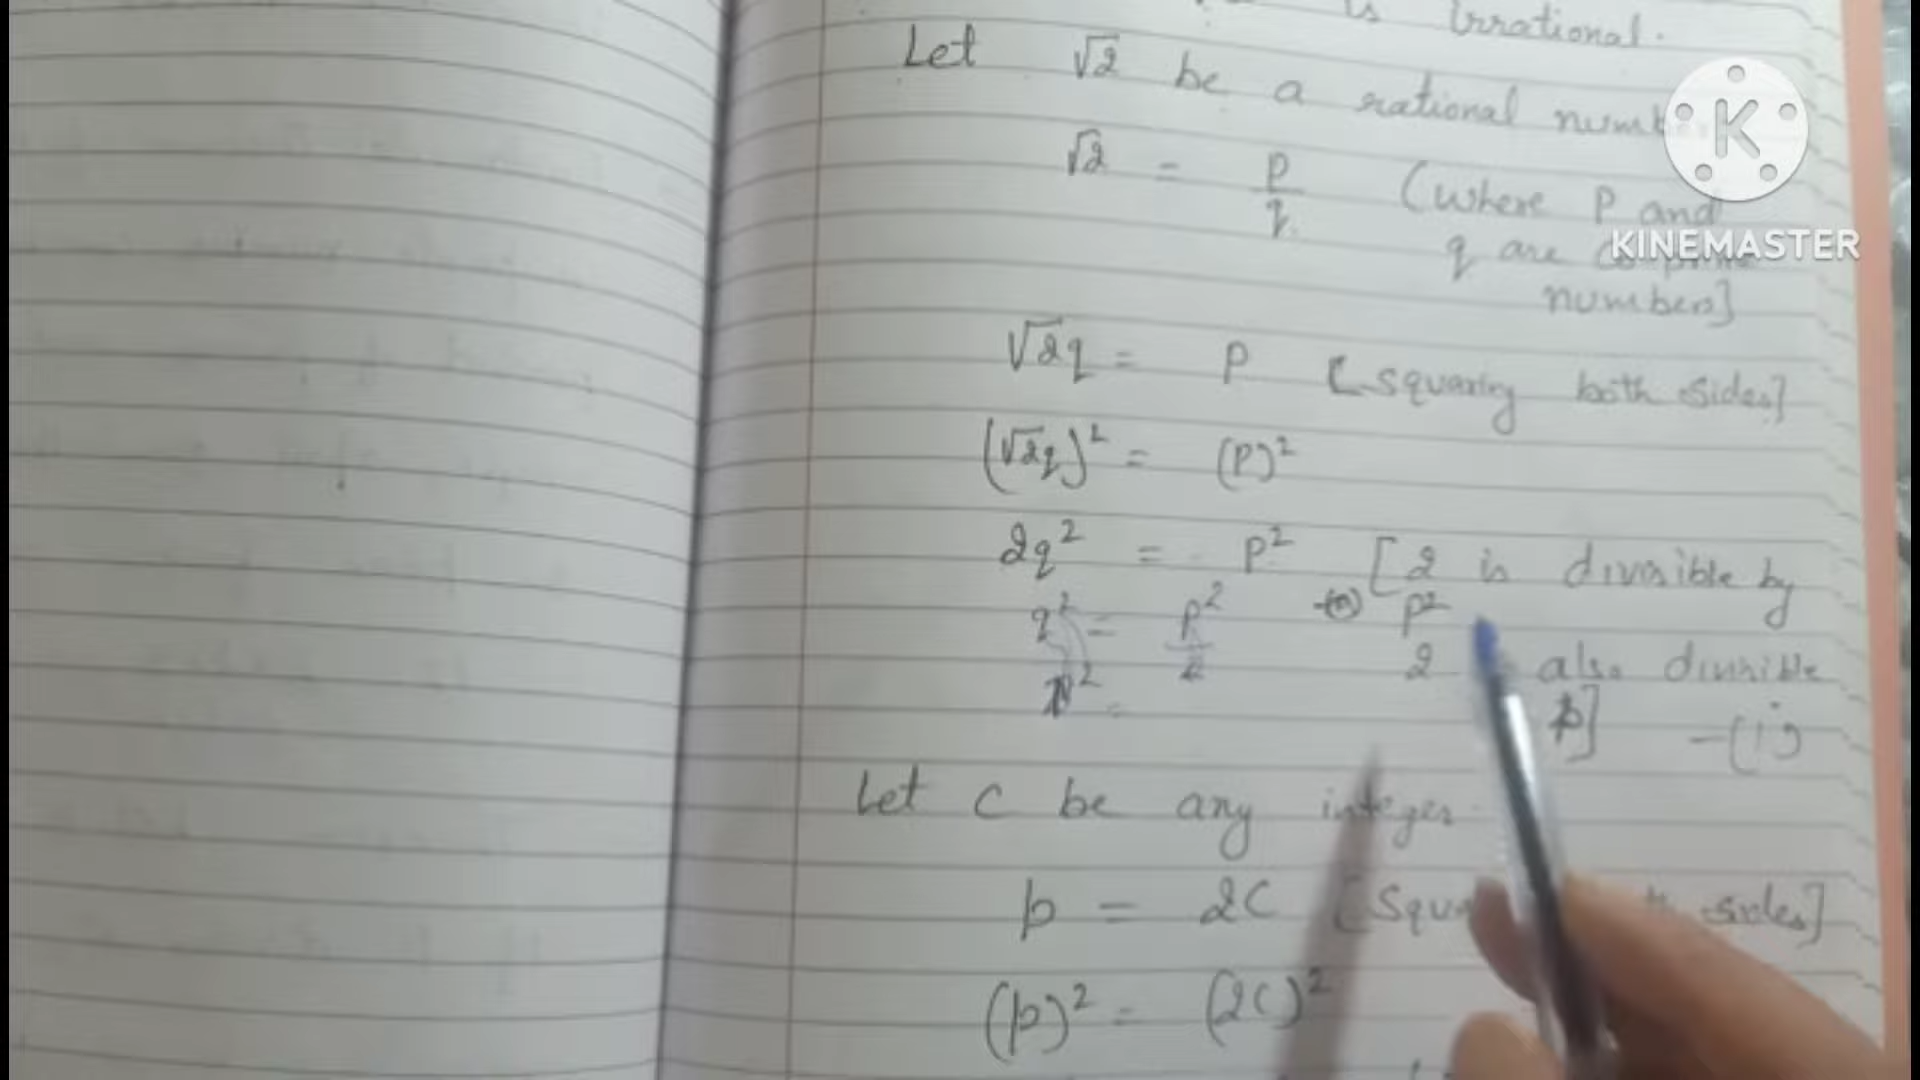 is Irrational.
Let √2 be a rational
√2 = p/q (where P and
q are
numbers]
√2q = P [squaring both sides]
(√2q)² = (P)²
2q² = P² [2 is divisible by
q² = p²/2 P²
2 also divisible
p] -(i)
Let C be any integer.
p = 2C [ sides]
(p)² = (2C)²
K
KINEMASTER